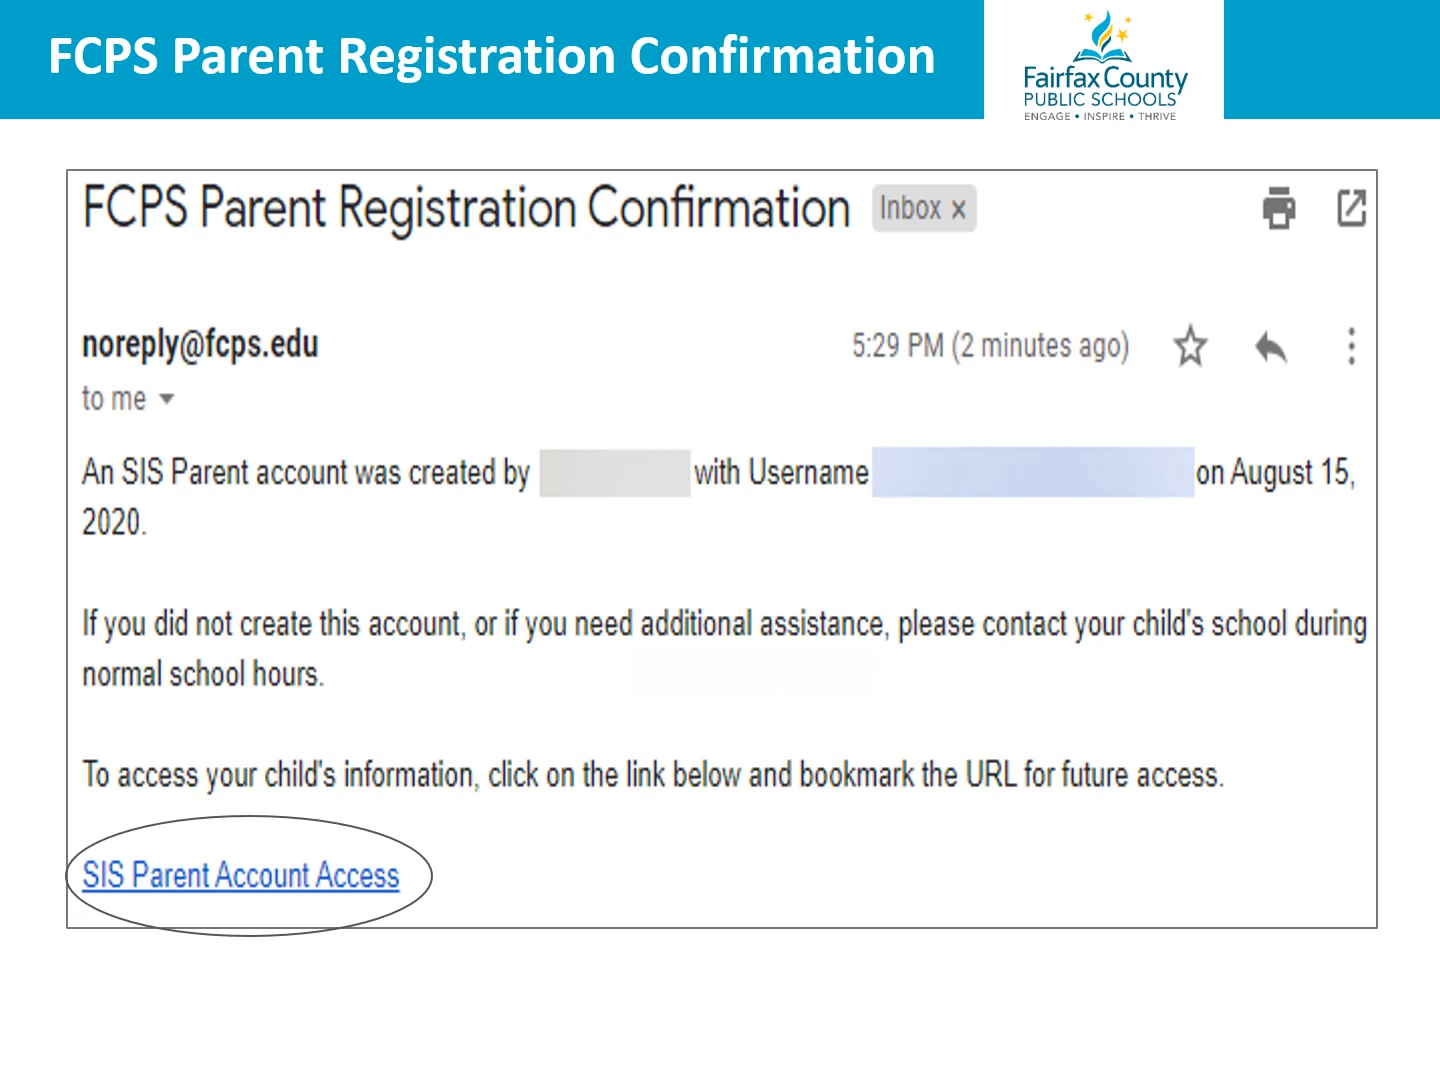 FCPS Parent Registration Confirmation
Fairfax County
PUBLIC SCHOOLS
ENGAGE • INSPIRE • THRIVE
FCPS Parent Registration Confirmation Inbox x
noreply@fcps.edu 5:29 PM (2 minutes ago)
to me
An SIS Parent account was created by with Username on August 15,
2020.
If you did not create this account, or if you need additional assistance, please contact your child's school during
normal school hours.
To access your child's information, click on the link below and bookmark the URL for future access.
SIS Parent Account Access